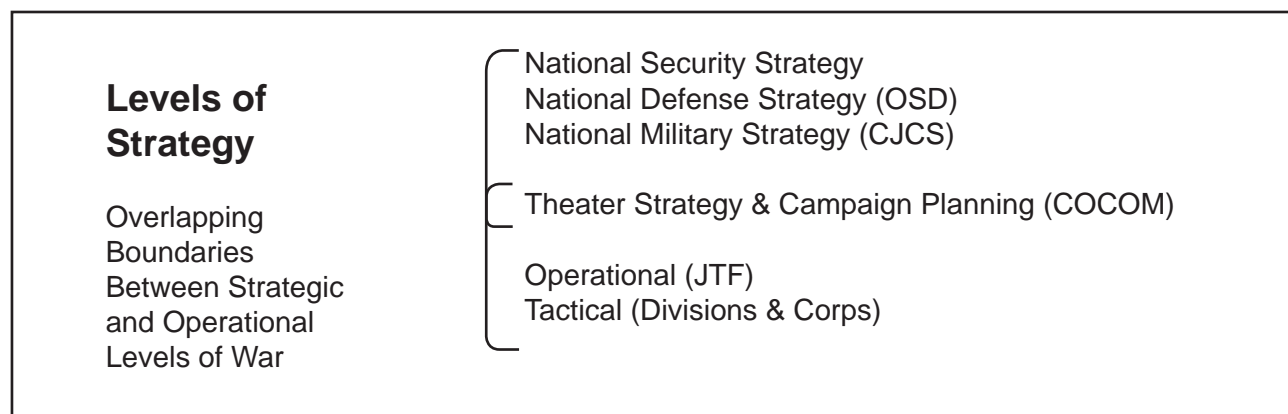 Levels of
Strategy
Overlapping
Boundaries
Between Strategic
and Operational
Levels of War
National Security Strategy
National Defense Strategy (OSD)
National Military Strategy (CJCS)
Theater Strategy & Campaign Planning (COCOM)
Operational (JTF)
Tactical (Divisions & Corps)